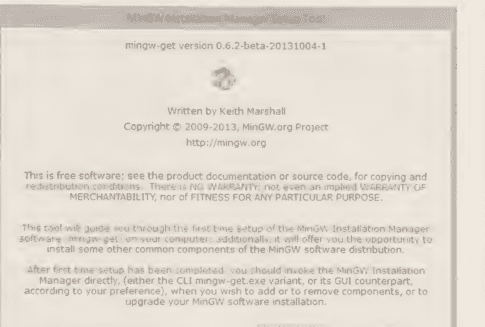 MinGW Installation Manager Setup Tool
mingw-get version 0.6.2-beta-20131004-1
Written by Keith Marshall
Copyright © 2009-2013, MinGW.org Project
http://mingw.org
This is free software; see the product documentation or source code, for copying and
redistribution conditions. There is NO WARRANTY; not even an implied WARRANTY OF
MERCHANTABILITY, nor of FITNESS FOR ANY PARTICULAR PURPOSE.
This tool will guide you through the first time setup of the MinGW Installation Manager
software (mingw-get) on your computer; additionally, it will offer you the opportunity to
install some other common components of the MinGW software distribution.
After first time setup has been completed, you should invoke the MinGW Installation
Manager directly, (either the CLI mingw-get.exe variant, or its GUI counterpart,
according to your preference), when you wish to add or to remove components, or to
upgrade your MinGW software installation.